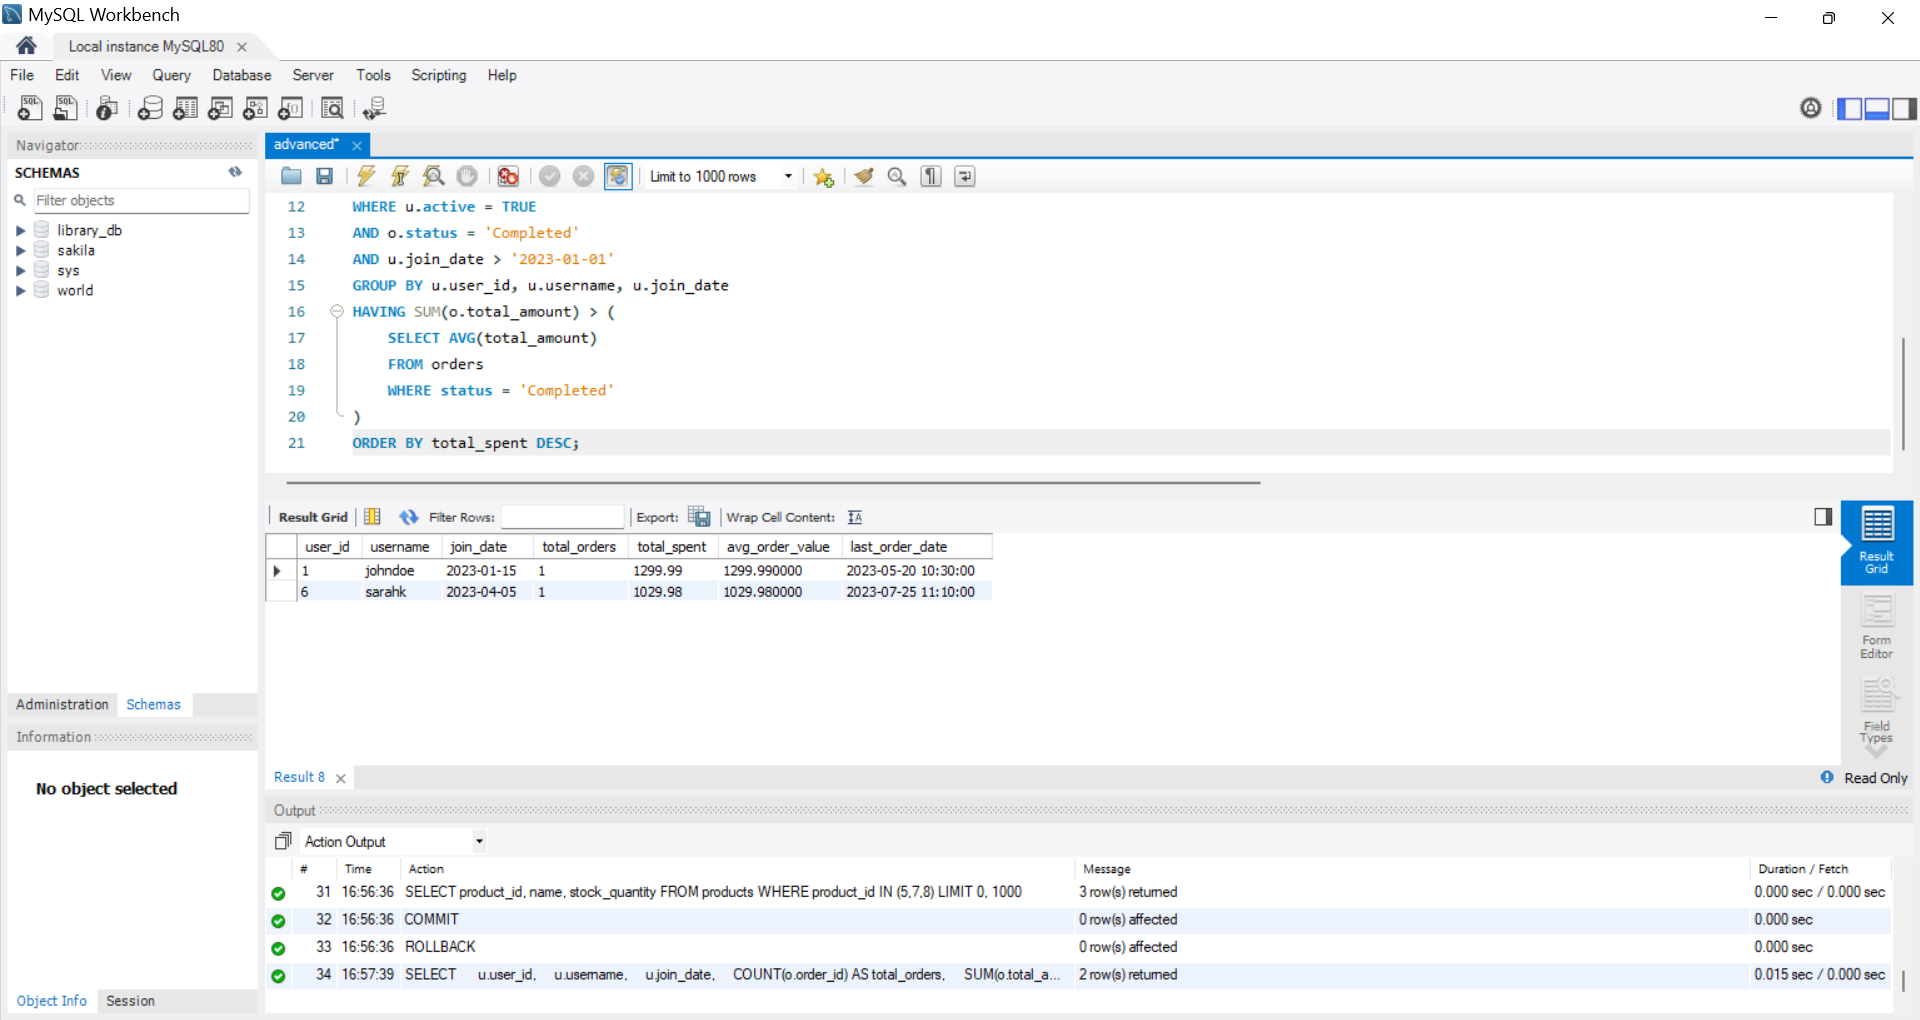 MySQL Workbench
Local instance MySQL80
File Edit View Query Database Server Tools Scripting Help
Navigator
SCHEMAS
Filter objects
library_db
sakila
sys
world
Administration Schemas
Information
No object selected
Object Info Session
advanced*
Limit to 1000 rows
12 WHERE u.active = TRUE
13 AND o.status = 'Completed'
14 AND u.join_date > '2023-01-01'
15 GROUP BY u.user_id, u.username, u.join_date
16 HAVING SUM(o.total_amount) > (
17 SELECT AVG(total_amount)
18 FROM orders
19 WHERE status = 'Completed'
20 )
21 ORDER BY total_spent DESC;
Result Grid Filter Rows: Export: Wrap Cell Content:
user_id username join_date total_orders total_spent avg_order_value last_order_date
1 johndoe 2023-01-15 1 1299.99 1299.990000 2023-05-20 10:30:00
6 sarahk 2023-04-05 1 1029.98 1029.980000 2023-07-25 11:10:00
Result
Grid
Form
Editor
Field
Types
Result 8
Read Only
Output
Action Output
# Time Action Message Duration / Fetch
31 16:56:36 SELECT product_id, name, stock_quantity FROM products WHERE product_id IN (5,7,8) LIMIT 0, 1000 3 row(s) returned 0.000 sec / 0.000 sec
32 16:56:36 COMMIT 0 row(s) affected 0.000 sec
33 16:56:36 ROLLBACK 0 row(s) affected 0.000 sec
34 16:57:39 SELECT u.user_id, u.username, u.join_date, COUNT(o.order_id) AS total_orders, SUM(o.total_a... 2 row(s) returned 0.015 sec / 0.000 sec